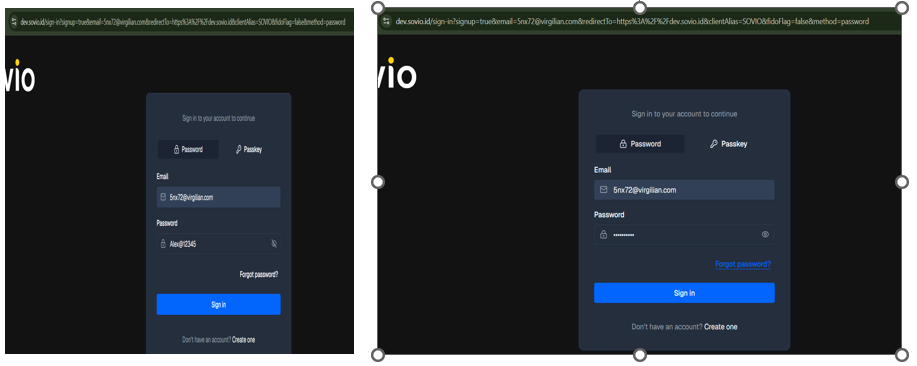 dev.sovio.id/sign-in?signup=true&email=5nx72@virgilian.com&redirectTo=https%3A%2F%2Fdev.sovio.id&clientAlias=SOVIO&fidoFlag=false&method=password
vio
Sign in to your account to continue
Password
Passkey
Email
5nx72@virgilian.com
Password
Alex@12345
Forgot password?
Sign in
Don't have an account? Create one
dev.sovio.id/sign-in?signup=true&email=5nx72@virgilian.com&redirectTo=https%3A%2F%2Fdev.sovio.id&clientAlias=SOVIO&fidoFlag=false&method=password
vio
Sign in to your account to continue
Password
Passkey
Email
5nx72@virgilian.com
Password
••••••••••
Forgot password?
Sign in
Don't have an account? Create one